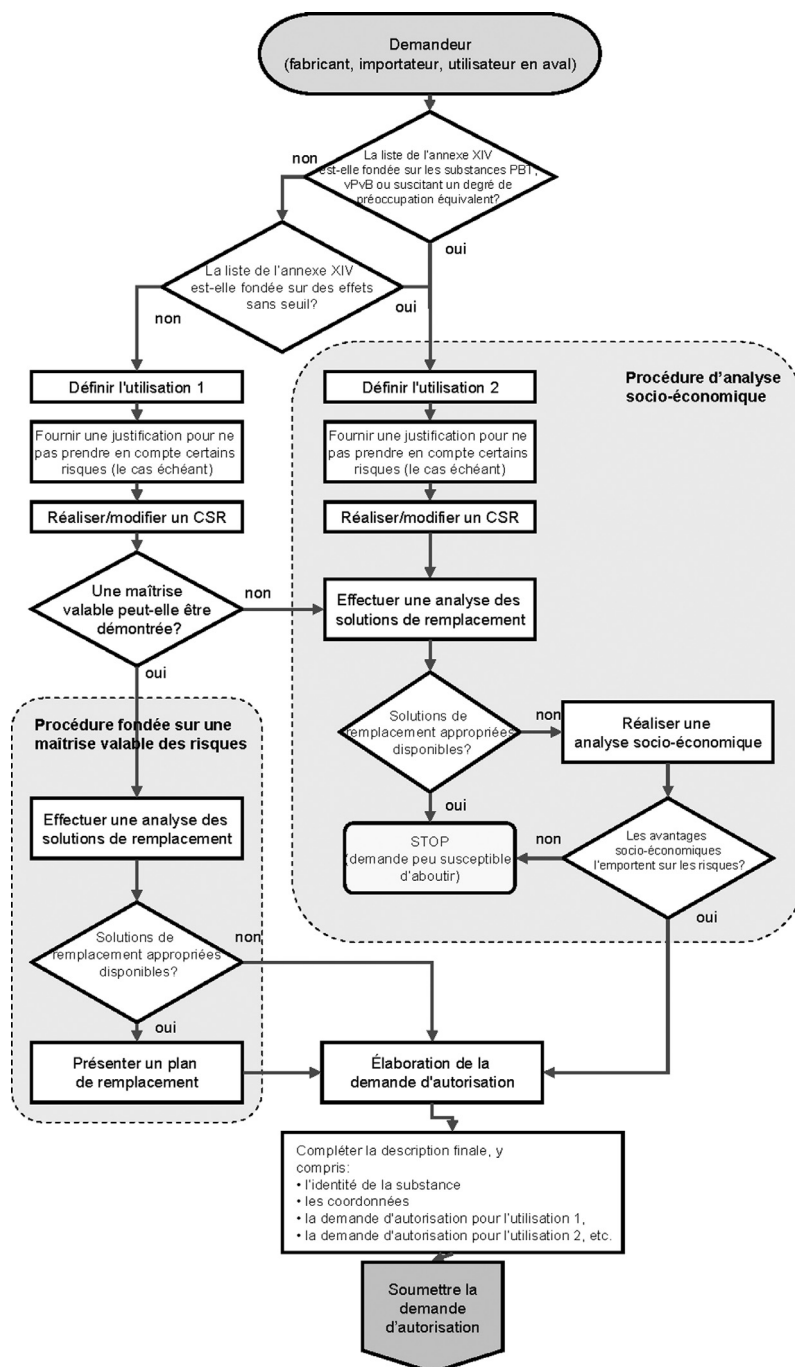 Demandeur
(fabricant, importateur, utilisateur en aval)
La liste de l'annexe XIV
est-elle fondée sur les substances PBT,
vPvB ou suscitant un degré de
préoccupation équivalent?
non
oui
La liste de l'annexe XIV
est-elle fondée sur des effets
sans seuil?
non
oui
Procédure d'analyse
socio-économique
Définir l'utilisation 1
Définir l'utilisation 2
Fournir une justification pour ne
pas prendre en compte certains
risques (le cas échéant)
Fournir une justification pour ne
pas prendre en compte certains
risques (le cas échéant)
Réaliser/modifier un CSR
Réaliser/modifier un CSR
Une maîtrise
valable peut-elle être
démontrée?
non
oui
Effectuer une analyse des
solutions de remplacement
Solutions de
remplacement appropriées
disponibles?
non
oui
Réaliser une
analyse socio-économique
Les avantages
socio-économiques
l'emportent sur les risques?
non
oui
STOP
(demande peu susceptible
d'aboutir)
Procédure fondée sur une
maîtrise valable des risques
Effectuer une analyse des
solutions de remplacement
Solutions de
remplacement appropriées
disponibles?
non
oui
Présenter un plan
de remplacement
Élaboration de la
demande d'autorisation
Compléter la description finale, y
compris:
• l'identité de la substance
• les coordonnées
• la demande d'autorisation pour l'utilisation 1,
• la demande d'autorisation pour l'utilisation 2, etc.
Soumettre la
demande
d'autorisation